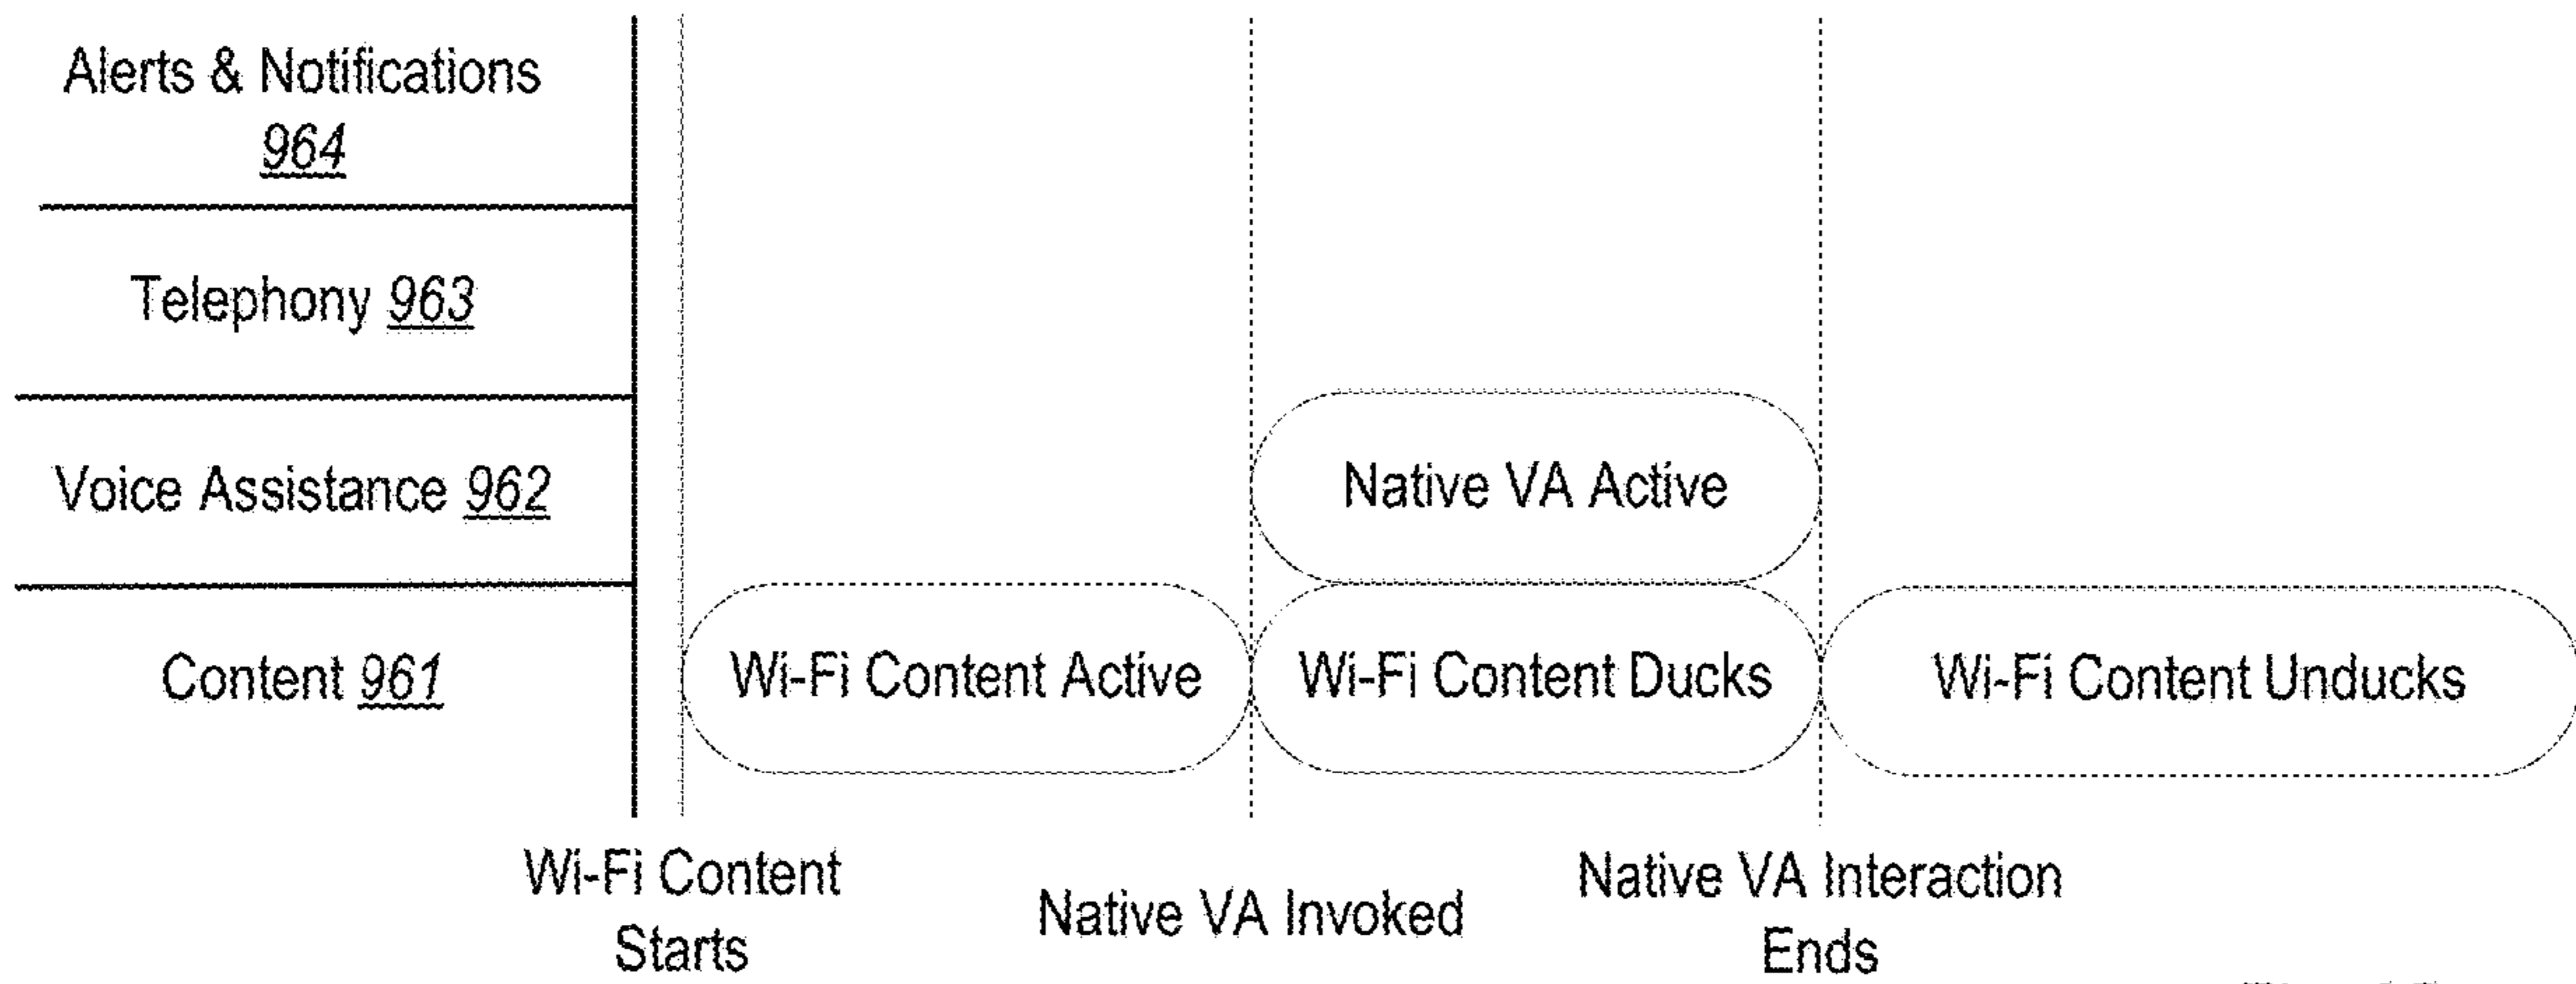 Alerts & Notifications
964
Telephony 963
Voice Assistance 962
Native VA Active
Content 961
Wi-Fi Content Active
Wi-Fi Content Ducks
Wi-Fi Content Unducks
Wi-Fi Content
Starts
Native VA Invoked
Native VA Interaction
Ends